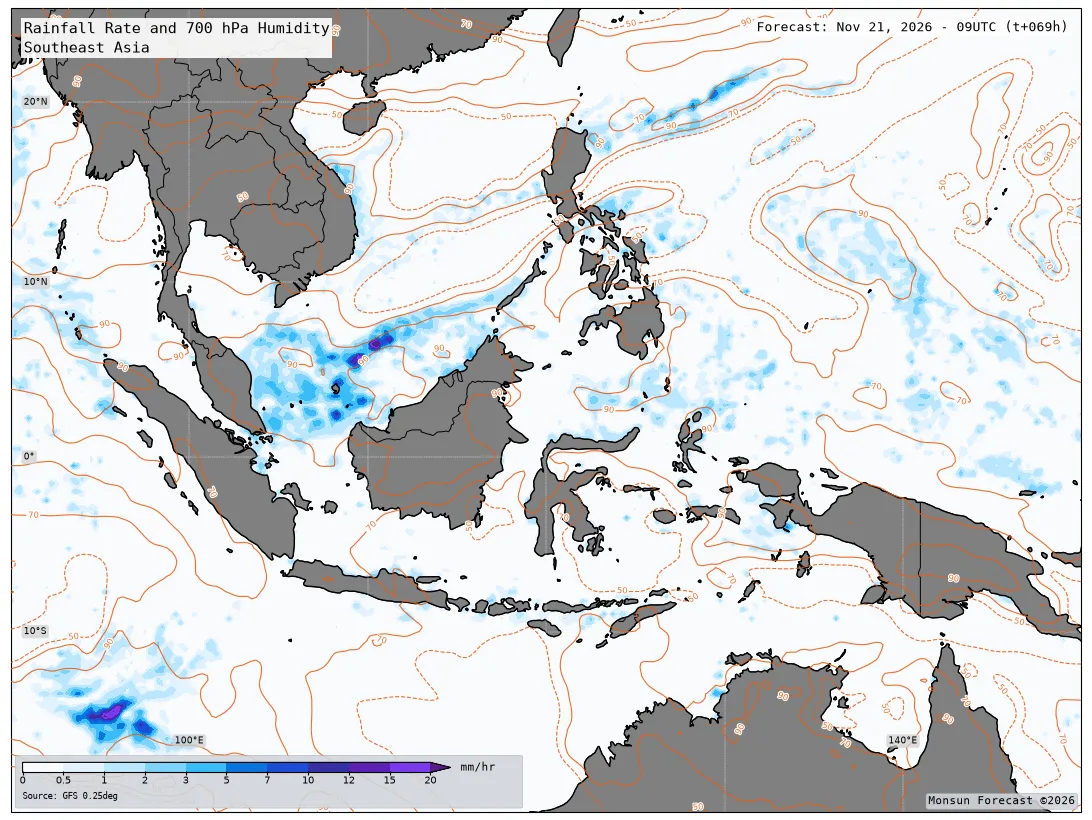 Rainfall Rate and 700 hPa Humidity
Southeast Asia
Forecast: Nov 21, 2026 - 09UTC (t+069h)
20°N
10°N
0°
10°S
100°E
140°E
0 0.5 1 2 3 5 7 10 12 15 20 mm/hr
Source: GFS 0.25deg
Monsun Forecast ©2026